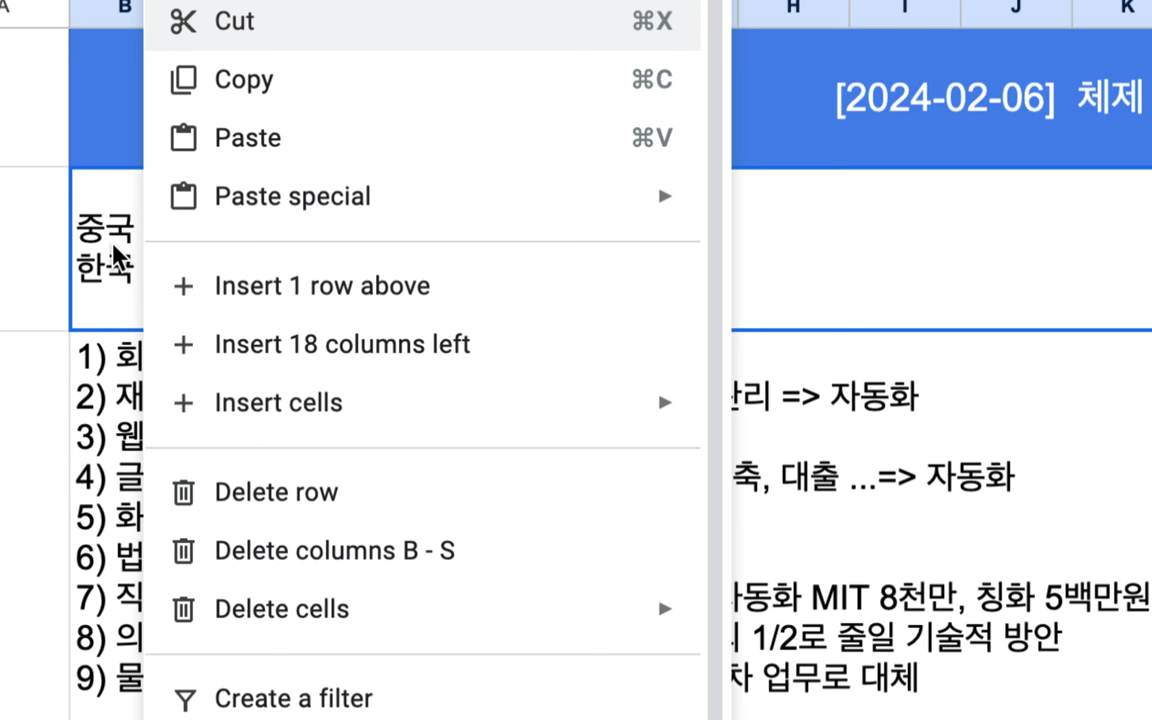 A B H I J K
Cut ⌘X
Copy ⌘C
[2024-02-06] 체제
Paste ⌘V
Paste special ▶
중국
한국
Insert 1 row above
Insert 18 columns left
Insert cells ▶
1) 회
2) 재 관리 => 자동화
3) 웹
4) 글 축, 대출 ...=> 자동화
5) 화
6) 법
7) 직 자동화 MIT 8천만, 칭화 5백만원
8) 의 1/2로 줄일 기술적 방안
9) 물 차 업무로 대체
Delete row
Delete columns B - S
Delete cells ▶
Create a filter